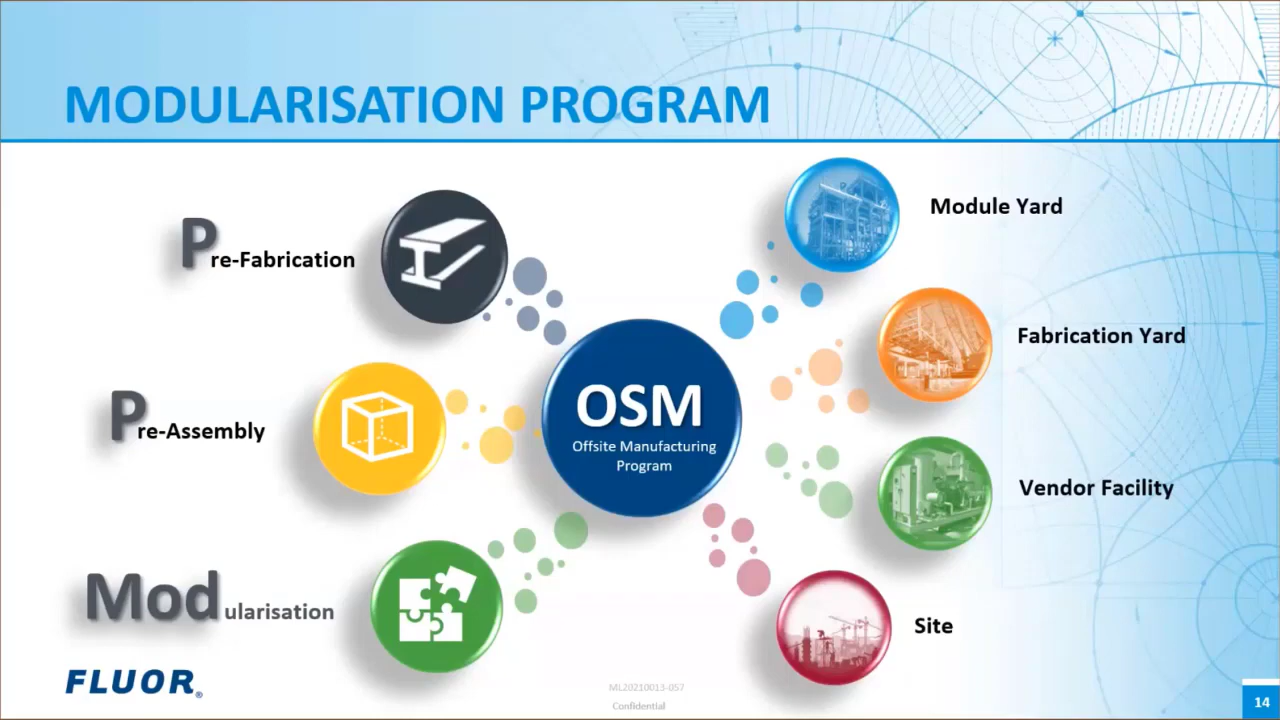 MODULARISATION PROGRAM
Pre-Fabrication
Pre-Assembly
Modularisation
OSM
Offsite Manufacturing
Program
Module Yard
Fabrication Yard
Vendor Facility
Site
FLUOR®
ML20210013-057
Confidential
14